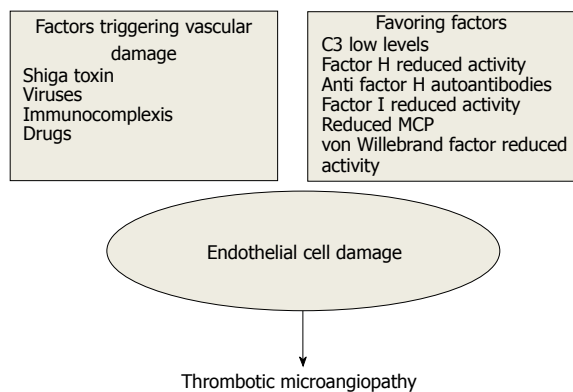 Factors triggering vascular
damage
Shiga toxin
Viruses
Immunocomplexis
Drugs
Favoring factors
C3 low levels
Factor H reduced activity
Anti factor H autoantibodies
Factor I reduced activity
Reduced MCP
von Willebrand factor reduced
activity
Endothelial cell damage
Thrombotic microangiopathy